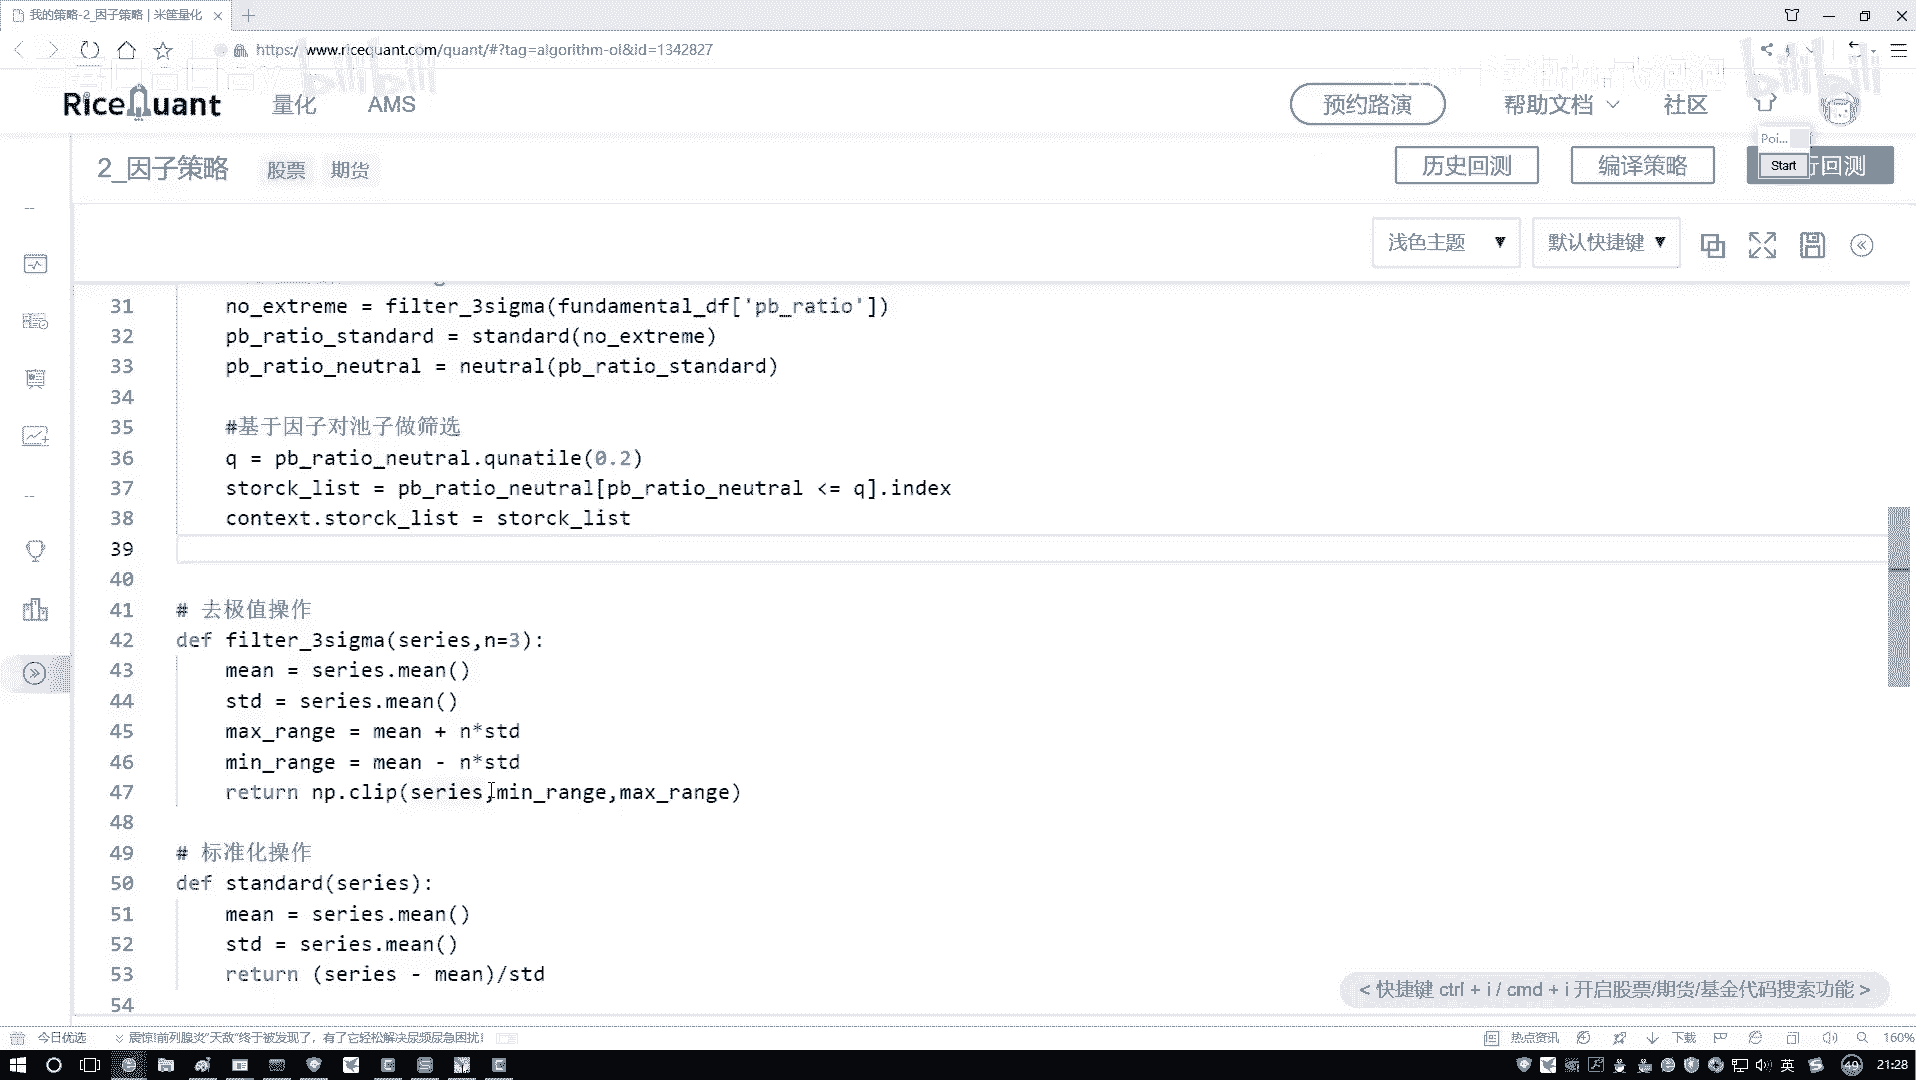 我的策略-2_因子策略 | 米筐量化
https://www.ricequant.com/quant/#?tag=algorithm-ol&id=1342827
bilibili
bilibili
RiceQuant 量化 AMS 预约路演 帮助文档 社区
Poi...
2_因子策略 股票 期货 历史回测 编译策略 Start 行回测
浅色主题 ▼ 默认快捷键 ▼
31 no_extreme = filter_3sigma(fundamental_df['pb_ratio'])
32 pb_ratio_standard = standard(no_extreme)
33 pb_ratio_neutral = neutral(pb_ratio_standard)
34
35 #基于因子对池子做筛选
36 q = pb_ratio_neutral.qunatile(0.2)
37 storck_list = pb_ratio_neutral[pb_ratio_neutral <= q].index
38 context.storck_list = storck_list
39
40
41 # 去极值操作
42 def filter_3sigma(series,n=3):
43 mean = series.mean()
44 std = series.mean()
45 max_range = mean + n*std
46 min_range = mean - n*std
47 return np.clip(series,min_range,max_range)
48
49 # 标准化操作
50 def standard(series):
51 mean = series.mean()
52 std = series.mean()
53 return (series - mean)/std
54
< 快捷键 ctrl + i / cmd + i 开启股票/期货/基金代码搜索功能 >
今日优选 震惊!前列腺炎"天敌"终于被发现了，有了它轻松解决尿频尿急困扰! 热点资讯 下载 160%
英 49 21:28